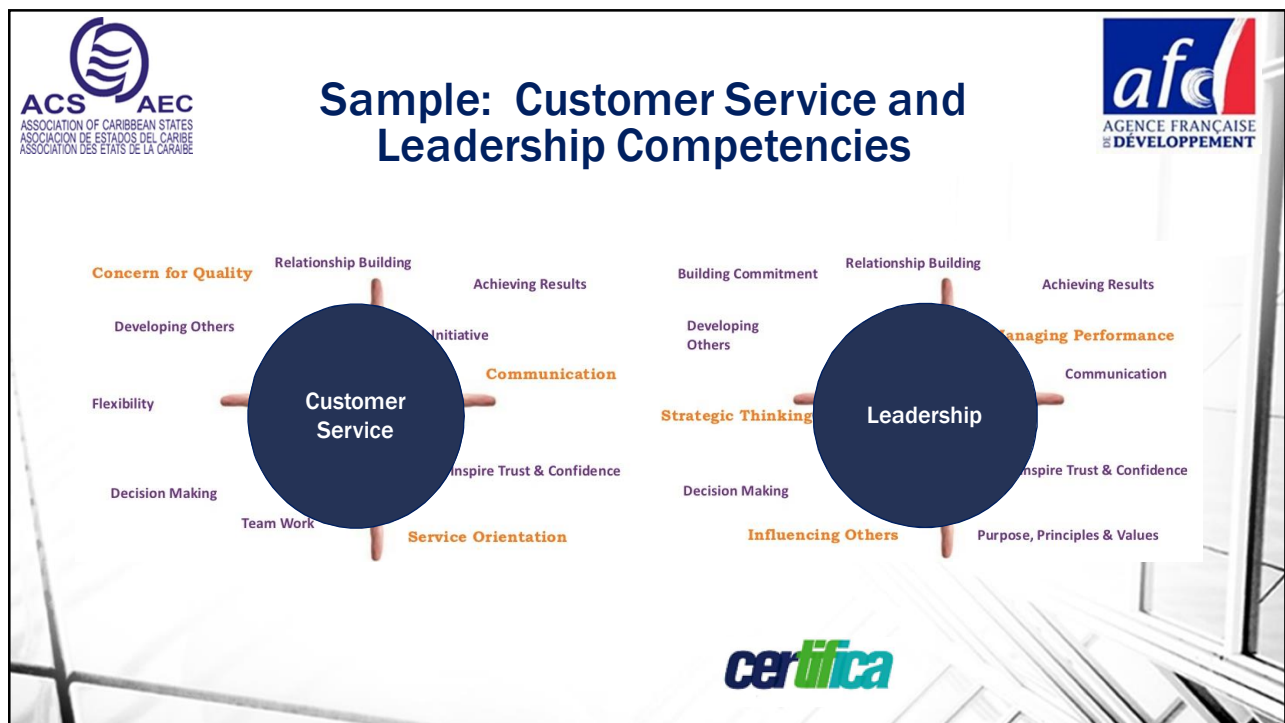 ACS AEC
ASSOCIATION OF CARIBBEAN STATES
ASOCIACION DE ESTADOS DEL CARIBE
ASSOCIATION DES ETATS DE LA CARAIBE
Sample: Customer Service and
Leadership Competencies
afd
AGENCE FRANÇAISE
DE DÉVELOPPEMENT
Concern for Quality
Relationship Building
Achieving Results
Developing Others
Initiative
Communication
Flexibility
Customer
Service
Inspire Trust & Confidence
Decision Making
Team Work
Service Orientation
Building Commitment
Relationship Building
Achieving Results
Developing
Others
Managing Performance
Communication
Strategic Thinking
Leadership
Inspire Trust & Confidence
Decision Making
Influencing Others
Purpose, Principles & Values
certifica